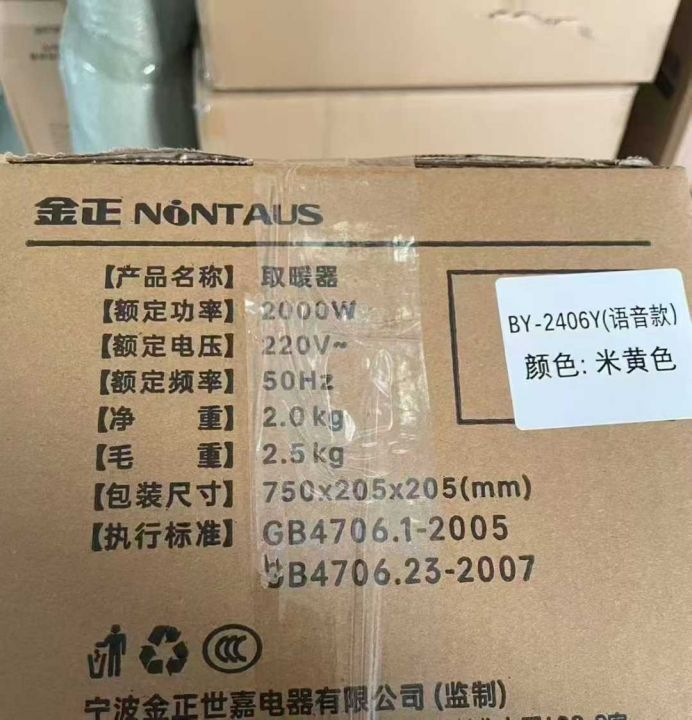 金正 NONTAUS
【产品名称】 取暖器
【额定功率】 2000W
【额定电压】 220V~
【额定频率】 50Hz
【净 重】 2.0kg
【毛 重】 2.5kg
【包装尺寸】 750x205x205(mm)
【执行标准】 GB4706.1-2005
GB4706.23-2007
BY-2406Y(语音款)
颜色: 米黄色
宁波金正世嘉电器有限公司 (监制)